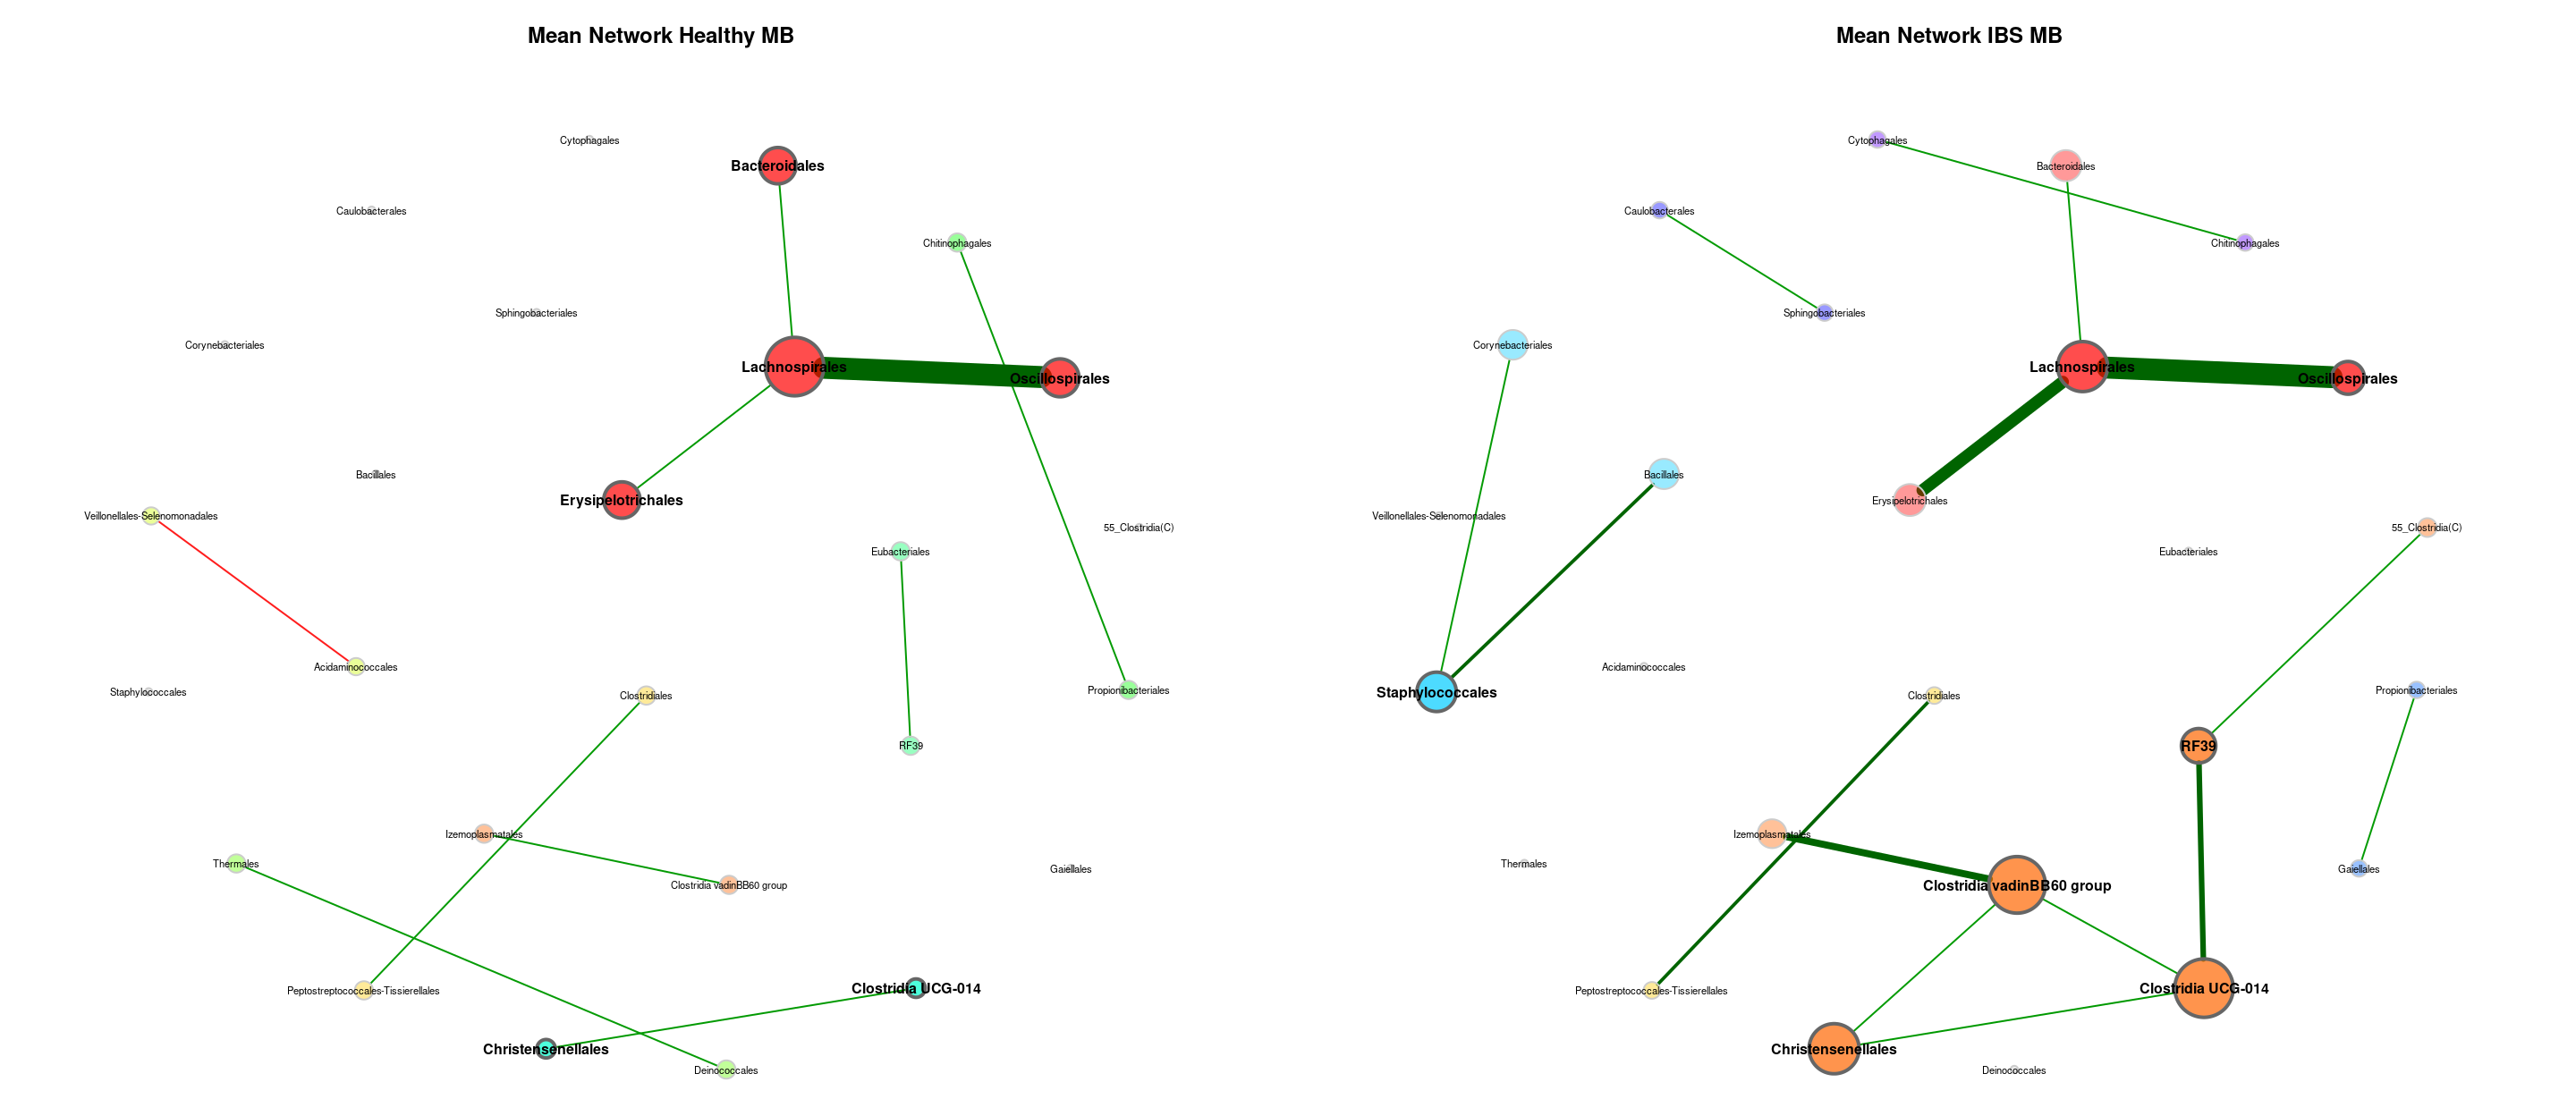 Mean Network Healthy MB
Cytophagales
Bacteroidales
Caulobacterales
Chitinophagales
Sphingobacteriales
Corynebacteriales
Lachnospirales
Oscillospirales
Bacillales
Erysipelotrichales
Veillonellales-Selenomonadales
55_Clostridia(C)
Eubacteriales
Acidaminococcales
Staphylococcales
Clostridiales
Propionibacteriales
RF39
Izemoplasmatales
Thermales
Gaiellales
Clostridia vadinBB60 group
Clostridia UCG-014
Peptostreptococcales-Tissierellales
Christensenellales
Deinococcales
Mean Network IBS MB
Cytophagales
Bacteroidales
Caulobacterales
Chitinophagales
Sphingobacteriales
Corynebacteriales
Lachnospirales
Oscillospirales
Bacillales
Erysipelotrichales
Veillonellales-Selenomonadales
55_Clostridia(C)
Eubacteriales
Acidaminococcales
Staphylococcales
Clostridiales
Propionibacteriales
RF39
Izemoplasmatales
Thermales
Gaiellales
Clostridia vadinBB60 group
Clostridia UCG-014
Peptostreptococcales-Tissierellales
Christensenellales
Deinococcales